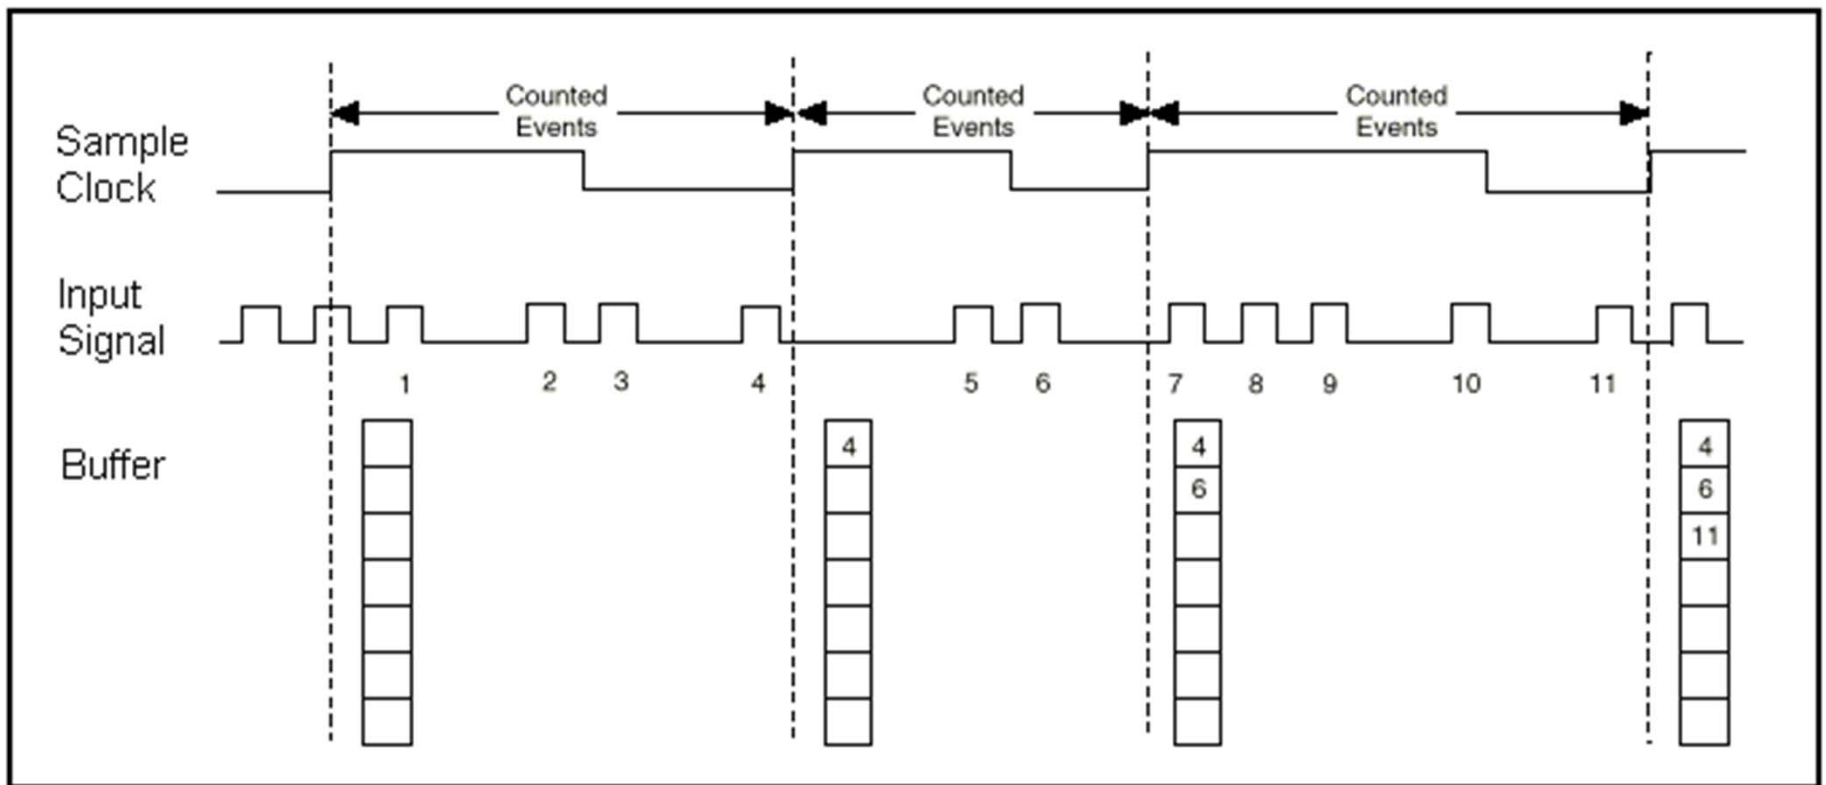 Counted
Events
Counted
Events
Counted
Events
Sample
Clock
Input
Signal
1 2 3 4 5 6 7 8 9 10 11
Buffer
4 4 4
6 6
11